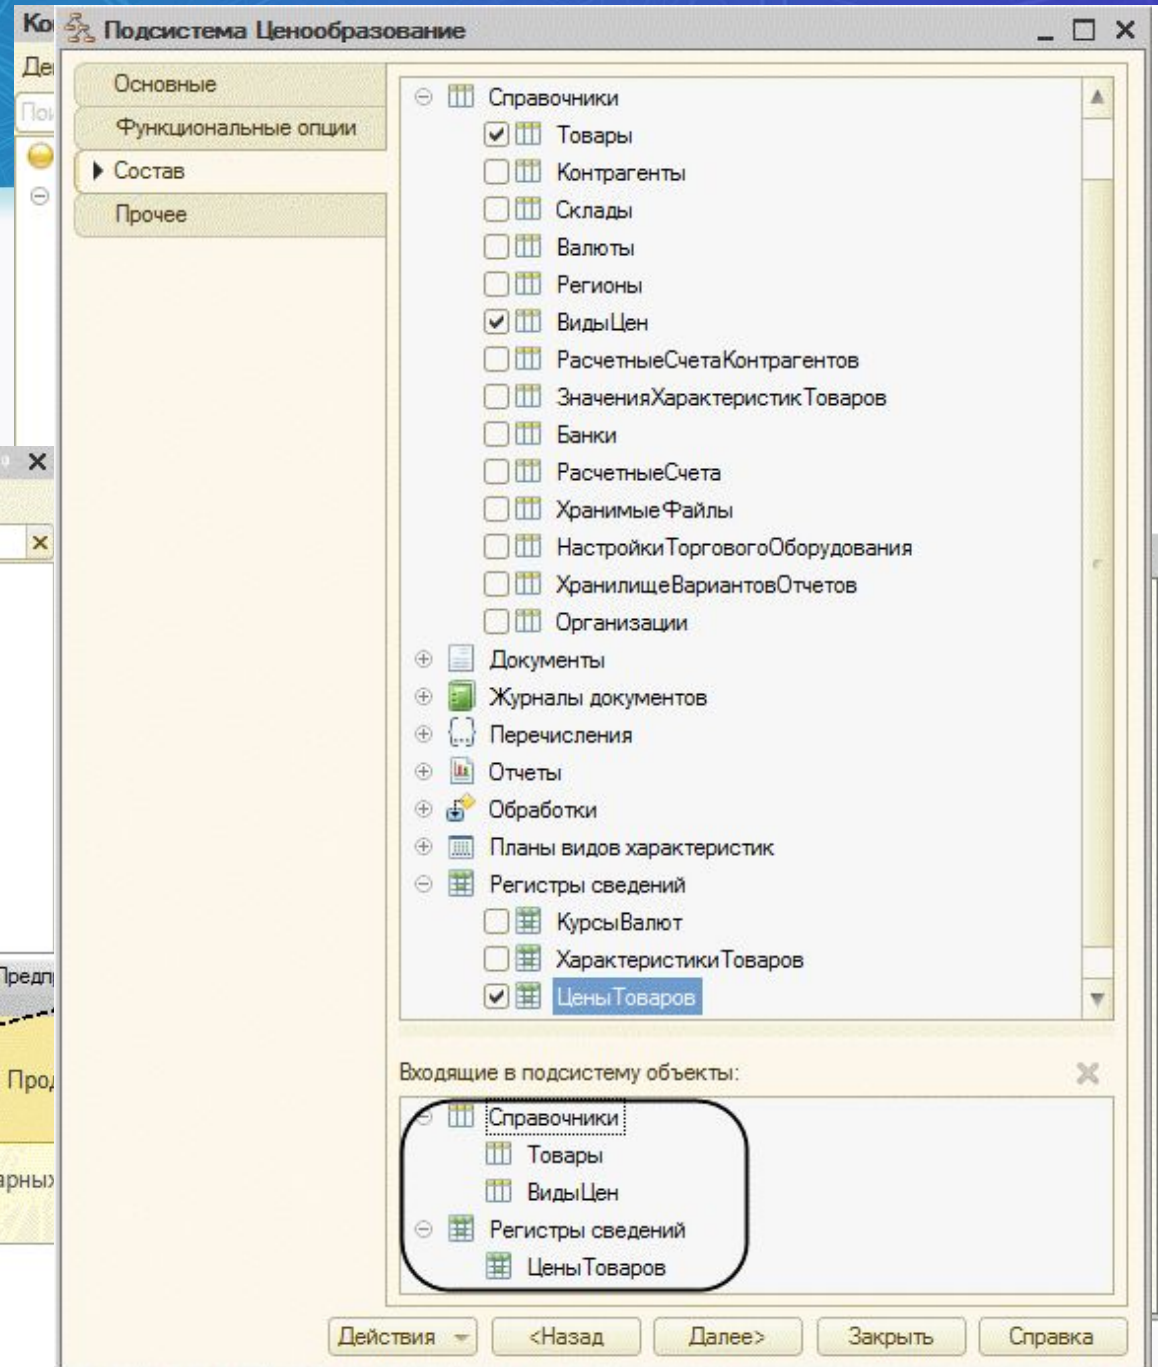 Подсистема Ценообразование
Основные
Функциональные опции
Состав
Прочее
Справочники
Товары
Контрагенты
Склады
Валюты
Регионы
ВидыЦен
РасчетныеСчетаКонтрагентов
ЗначенияХарактеристикТоваров
Банки
РасчетныеСчета
ХранимыеФайлы
НастройкиТорговогоОборудования
ХранилищеВариантовОтчетов
Организации
Документы
Журналы документов
Перечисления
Отчеты
Обработки
Планы видов характеристик
Регистры сведений
КурсыВалют
ХарактеристикиТоваров
ЦеныТоваров
Входящие в подсистему объекты:
Справочники
Товары
ВидыЦен
Регистры сведений
ЦеныТоваров
Действия
<Назад
Далее>
Закрыть
Справка